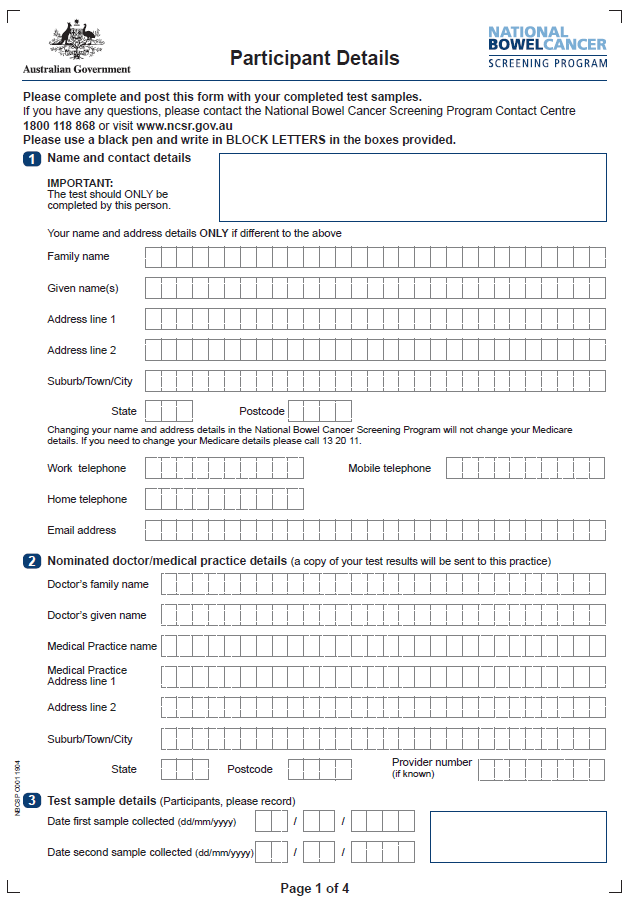 Australian Government
Participant Details
NATIONAL
BOWELCANCER
SCREENING PROGRAM
Please complete and post this form with your completed test samples.
If you have any questions, please contact the National Bowel Cancer Screening Program Contact Centre
1800 118 868 or visit www.ncsr.gov.au
Please use a black pen and write in BLOCK LETTERS in the boxes provided.
1 Name and contact details
IMPORTANT:
The test should ONLY be
completed by this person.
Your name and address details ONLY if different to the above
Family name
Given name(s)
Address line 1
Address line 2
Suburb/Town/City
State Postcode
Changing your name and address details in the National Bowel Cancer Screening Program will not change your Medicare
details. If you need to change your Medicare details please call 13 20 11.
Work telephone Mobile telephone
Home telephone
Email address
2 Nominated doctor/medical practice details (a copy of your test results will be sent to this practice)
Doctor's family name
Doctor's given name
Medical Practice name
Medical Practice
Address line 1
Address line 2
Suburb/Town/City
State Postcode Provider number
(if known)
3 Test sample details (Participants, please record)
Date first sample collected (dd/mm/yyyy) / /
Date second sample collected (dd/mm/yyyy) / /
Page 1 of 4